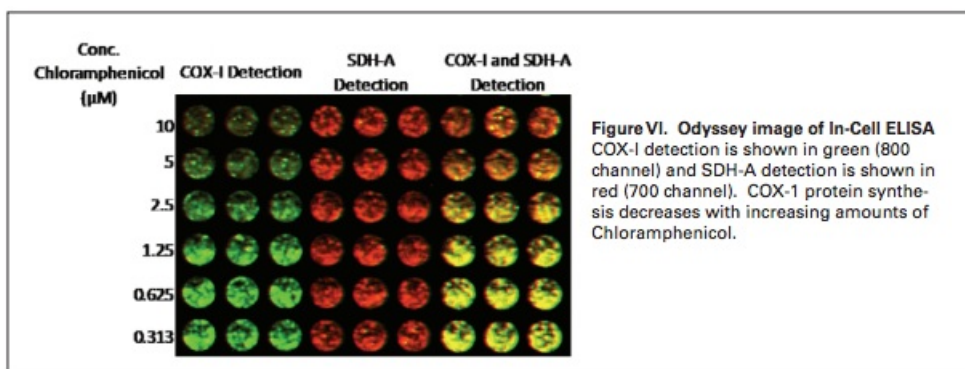 Conc.
Chloramphenicol
(µM)
COX-I Detection
SDH-A
Detection
COX-I and SDH-A
Detection
10
5
2.5
1.25
0.625
0.313
Figure VI. Odyssey image of In-Cell ELISA
COX-I detection is shown in green (800
channel) and SDH-A detection is shown in
red (700 channel). COX-1 protein synthe-
sis decreases with increasing amounts of
Chloramphenicol.